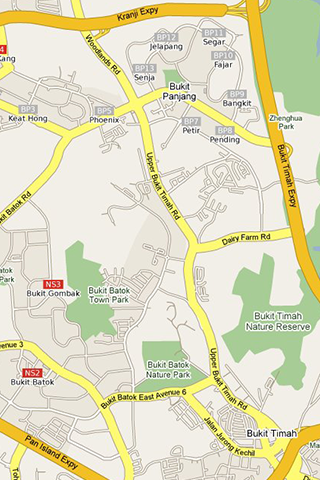 Kranji Expy
BP12
Jelapang
BP11
Segar
Woodlands Rd
BP10
Fajar
BP13
Senja
Bukit
Panjang
BP9
Bangkit
BP3
Keat Hong
BP5
Phoenix
BP7
Petir
BP8
Pending
Zhenghua
Park
Upper Bukit Timah Rd
Bukit Timah Expy
Dairy Farm Rd
NS3
Bukit Gombak
Bukit Batok
Town Park
Bukit Timah
Nature Reserve
NS2
Bukit Batok
Bukit Batok
Nature Park
Upper Bukit Timah Rd
Bukit Batok East Avenue 6
Jalan Jurong Kechil
Bukit Timah
Pan Island Expy